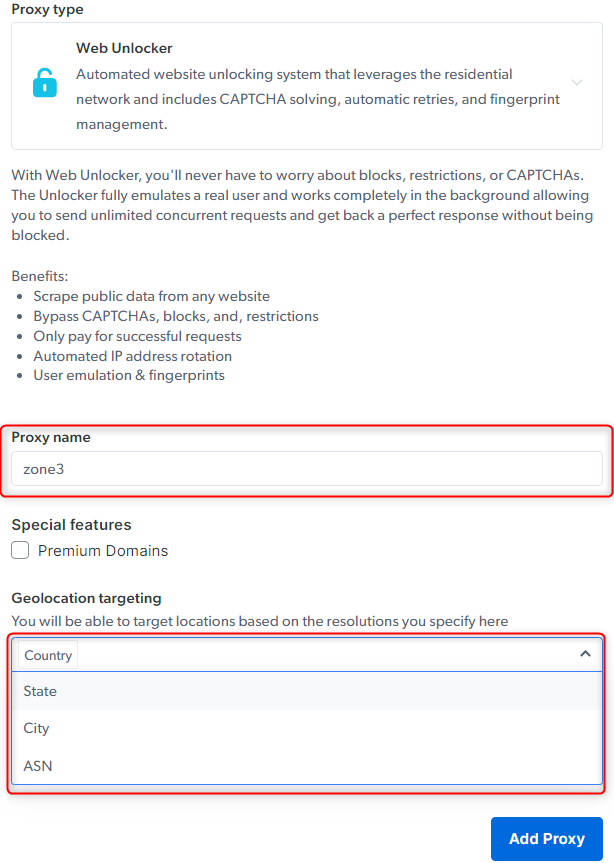 Proxy type
Web Unlocker
Automated website unlocking system that leverages the residential
network and includes CAPTCHA solving, automatic retries, and fingerprint
management.
With Web Unlocker, you'll never have to worry about blocks, restrictions, or CAPTCHAs.
The Unlocker fully emulates a real user and works completely in the background allowing
you to send unlimited concurrent requests and get back a perfect response without being
blocked.
Benefits:
• Scrape public data from any website
• Bypass CAPTCHAs, blocks, and, restrictions
• Only pay for successful requests
• Automated IP address rotation
• User emulation & fingerprints
Proxy name
zone3
Special features
Premium Domains
Geolocation targeting
You will be able to target locations based on the resolutions you specify here
Country
State
City
ASN
Add Proxy